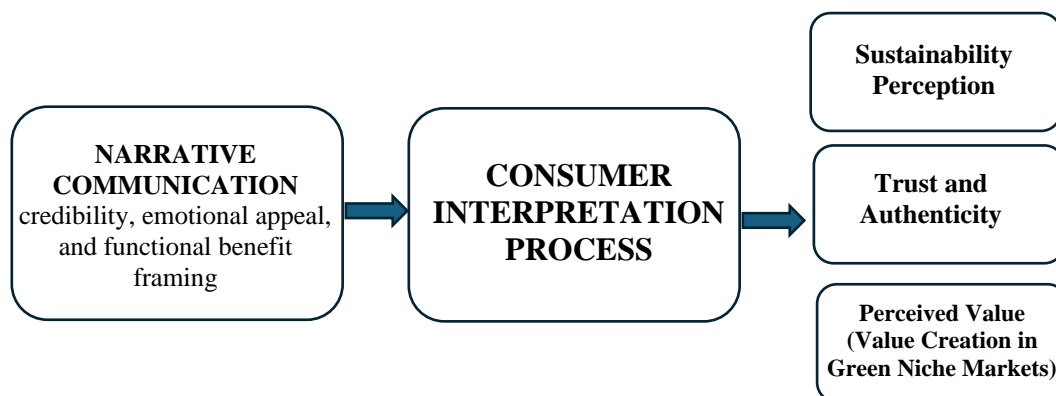 NARRATIVE
COMMUNICATION
credibility, emotional appeal,
and functional benefit
framing
CONSUMER
INTERPRETATION
PROCESS
Sustainability
Perception
Trust and
Authenticity
Perceived Value
(Value Creation in
Green Niche Markets)